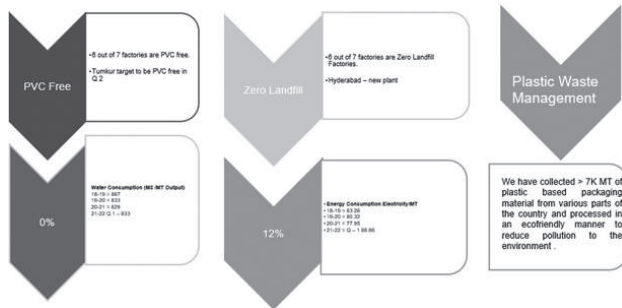 PVC Free
•6 out of 7 factories are PVC free.
•Tumkur target to be PVC free in
Q 2
Zero Landfill
•6 out of 7 factories are Zero Landfill
Factories.
•Hyderabad – new plant
Plastic Waste
Management
0%
Water Consumption (M3 /MT Output)
18-19 = 887
19-20 = 833
20-21 = 829
21-22 Q 1 – 833
12%
•Energy Consumption Electricity/MT
•18-19 = 83.26
•19-20 = 80.32
•20-21 = 77.95
•21-22 = Q – 1 68.66
We have collected > 7K MT of
plastic based packaging
material from various parts of
the country and processed in
an ecofriendly manner to
reduce pollution to the
environment .